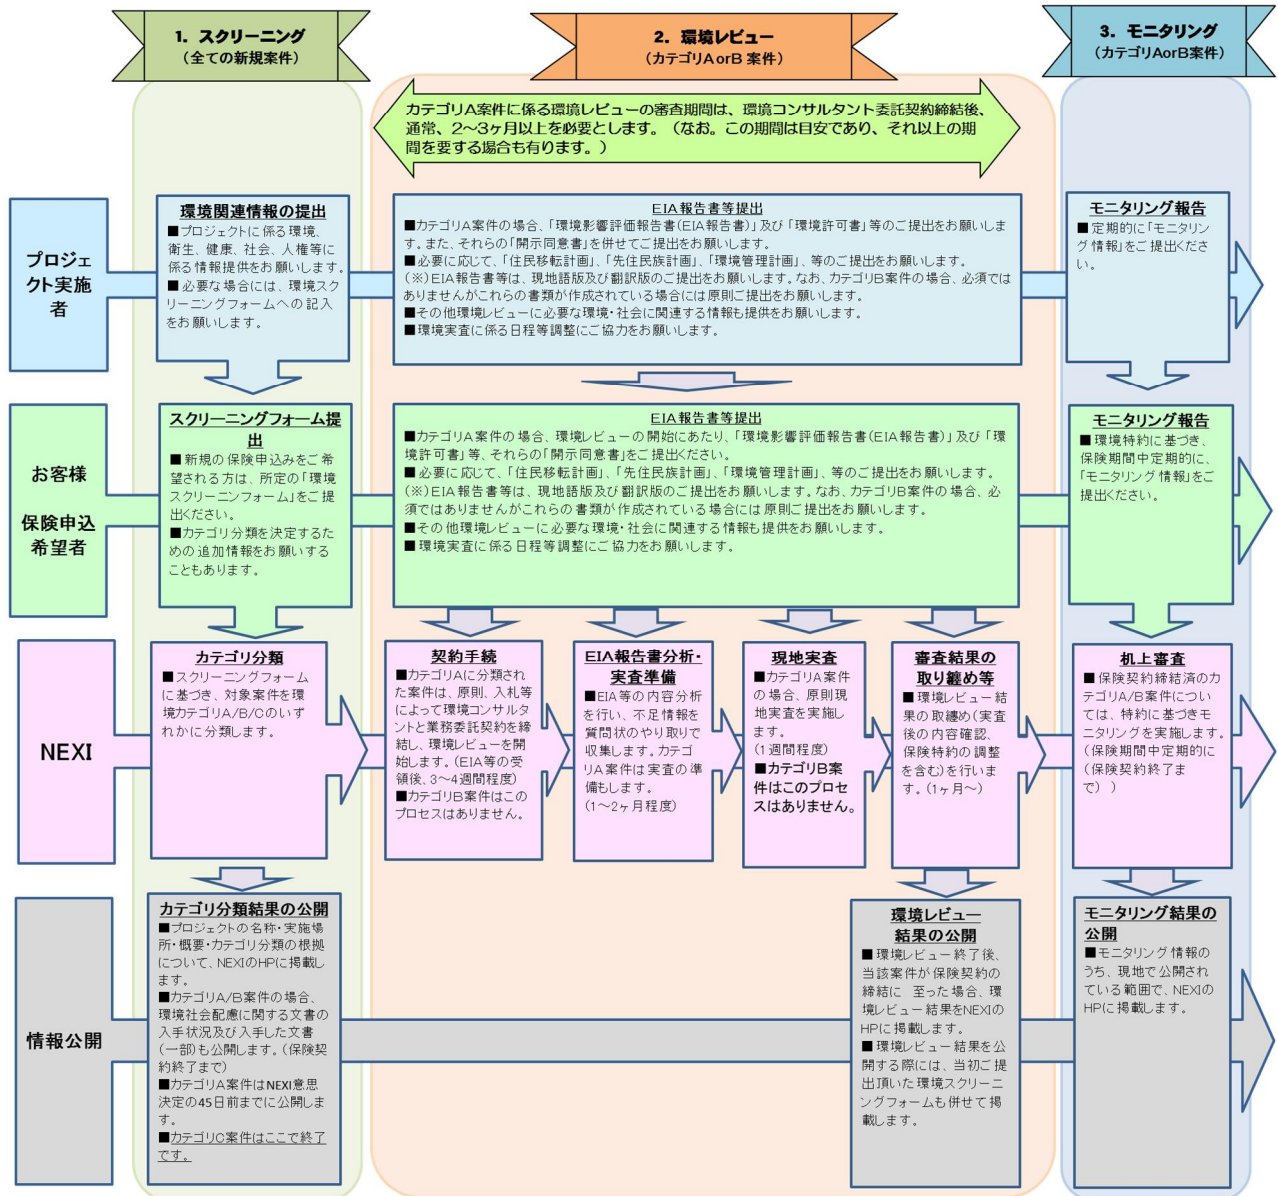 1. スクリーニング
(全ての新規案件)
2. 環境レビュー
(カテゴリAorB 案件)
3. モニタリング
(カテゴリAorB案件)
カテゴリA案件に係る環境レビューの審査期間は、環境コンサルタント委託契約締結後、
通常、2～3ヶ月以上を必要とします。(なお。この期間は目安であり、それ以上の期
間を要する場合も有ります。)
プロジェ
クト実施
者
環境関連情報の提出
■プロジェクトに係る環境、
衛生、健康、社会、人権等に
係る情報提供をお願いします。
■必要な場合には、環境スク
リーニングフォームへの記入
をお願いします。
EIA報告書等提出
■カテゴリA案件の場合、「環境影響評価報告書(EIA報告書)」及び「環境許可書」等のご提出をお願いしま
す。また、それらの「開示同意書」を併せてご提出をお願いします。
■必要に応じて、「住民移転計画」、「先住民族計画」、「環境管理計画」、等のご提出をお願いします。
(※)EIA報告書等は、現地語版及び翻訳版のご提出をお願いします。なお、カテゴリB案件の場合、必須では
ありませんがこれらの書類が作成されている場合には原則ご提出をお願いします。
■その他環境レビューに必要な環境・社会に関連する情報も提供をお願いします。
■環境実査に係る日程等調整にご協力をお願いします。
モニタリング報告
■定期的に「モニタリン
グ情報」をご提出くださ
い。
お客様
保険申込
希望者
スクリーニングフォーム提
出
■新規の保険申込みをご希
望される方は、所定の「環境
スクリーニンフォーム」をご提
出ください。
■カテゴリ分類を決定するた
めの追加情報をお願いする
こともあります。
EIA報告書等提出
■カテゴリA案件の場合、環境レビューの開始にあたり、「環境影響評価報告書(EIA報告書)」及び「環
境許可書」等、それらの「開示同意書」をご提出ください。
■必要に応じて、「住民移転計画」、「先住民族計画」、「環境管理計画」、等のご提出をお願いします。
(※)EIA報告書等は、現地語版及び翻訳版のご提出をお願いします。なお、カテゴリB案件の場合、必
須ではありませんがこれらの書類が作成されている場合には原則ご提出をお願いします。
■その他環境レビューに必要な環境・社会に関連する情報も提供をお願いします。
■環境実査に係る日程等調整にご協力をお願いします。
モニタリング報告
■環境特約に基づき、
保険期間中定期的に、
「モニタリング情報」をご
提出ください。
NEXI
カテゴリ分類
■スクリーニングフォーム
に基づき、対象案件を環
境カテゴリA/B/Cのいず
れかに分類します。
契約手続
■カテゴリAに分類され
た案件は、原則、入札等
によって環境コンサルタ
ントと業務委託契約を締
結し、環境レビューを開
始します。(EIA等の受
領後、3～4週間程度)
■カテゴリB案件はこの
プロセスはありません。
EIA報告書分析・
実査準備
■EIA等の内容分析
を行い、不足情報を
質問状のやり取りで
収集します。カテゴ
リA案件は実査の準
備もします。
(1～2ヶ月程度)
現地実査
■カテゴリA案件
の場合、原則現
地実査を実施し
ます。
(1週間程度)
■カテゴリB案
件はこのプロセ
スはありません。
審査結果の
取り纏め等
■環境レビュー結
果の取纏め(実査
後の内容確認、
保険特約の調整
を含む)を行いま
す。(1ヶ月～)
机上審査
■保険契約締結済のカ
テゴリA/B案件につい
ては、特約に基づきモ
ニタリングを実施します。
(保険期間中定期的に
(保険契約終了ま
で))
情報公開
カテゴリ分類結果の公開
■プロジェクトの名称・実施
場所・概要・カテゴリ分類の根拠
について、NEXIのHPに掲載し
ます。
■カテゴリA/B案件の場合、
環境社会配慮に関する文書の
入手状況及び入手した文書
(一部)も公開します。(保険契
約終了まで)
■カテゴリA案件はNEXI意思
決定の45日前までに公開しま
す。
■カテゴリC案件はここで終了
です。
環境レビュー
結果の公開
■環境レビュー終了後、
当該案件が保険契約の
締結に 至った場合、環
境レビュー結果をNEXIの
HPに掲載します。
■環境レビュー結果を公
開する際には、当初ご提
出頂いた環境スクリーニ
ングフォームも併せて掲
載します。
モニタリング結果の
公開
■モニタリング情報の
うち、現地で公開され
ている範囲で、NEXIの
HPに掲載します。